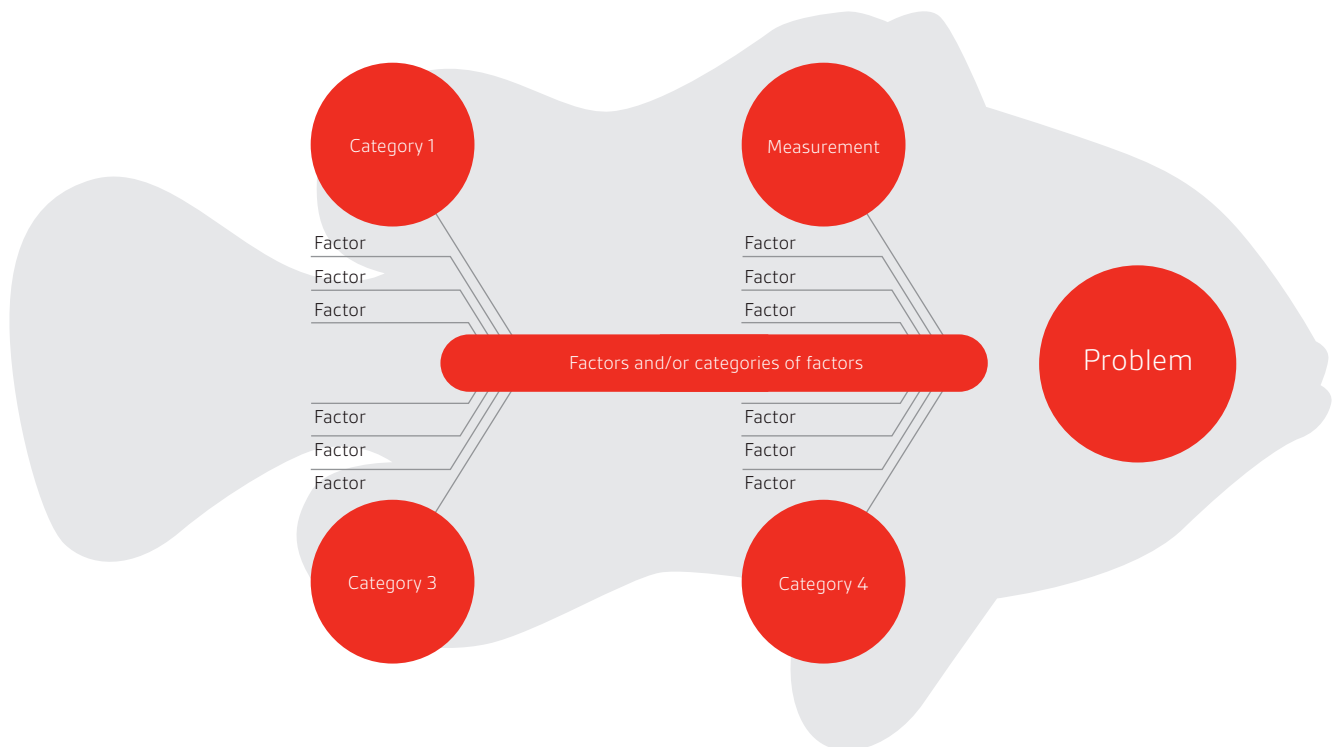 Category 1
Measurement
Factor
Factor
Factor
Factor
Factor
Factor
Factors and/or categories of factors
Problem
Factor
Factor
Factor
Factor
Factor
Factor
Category 3
Category 4